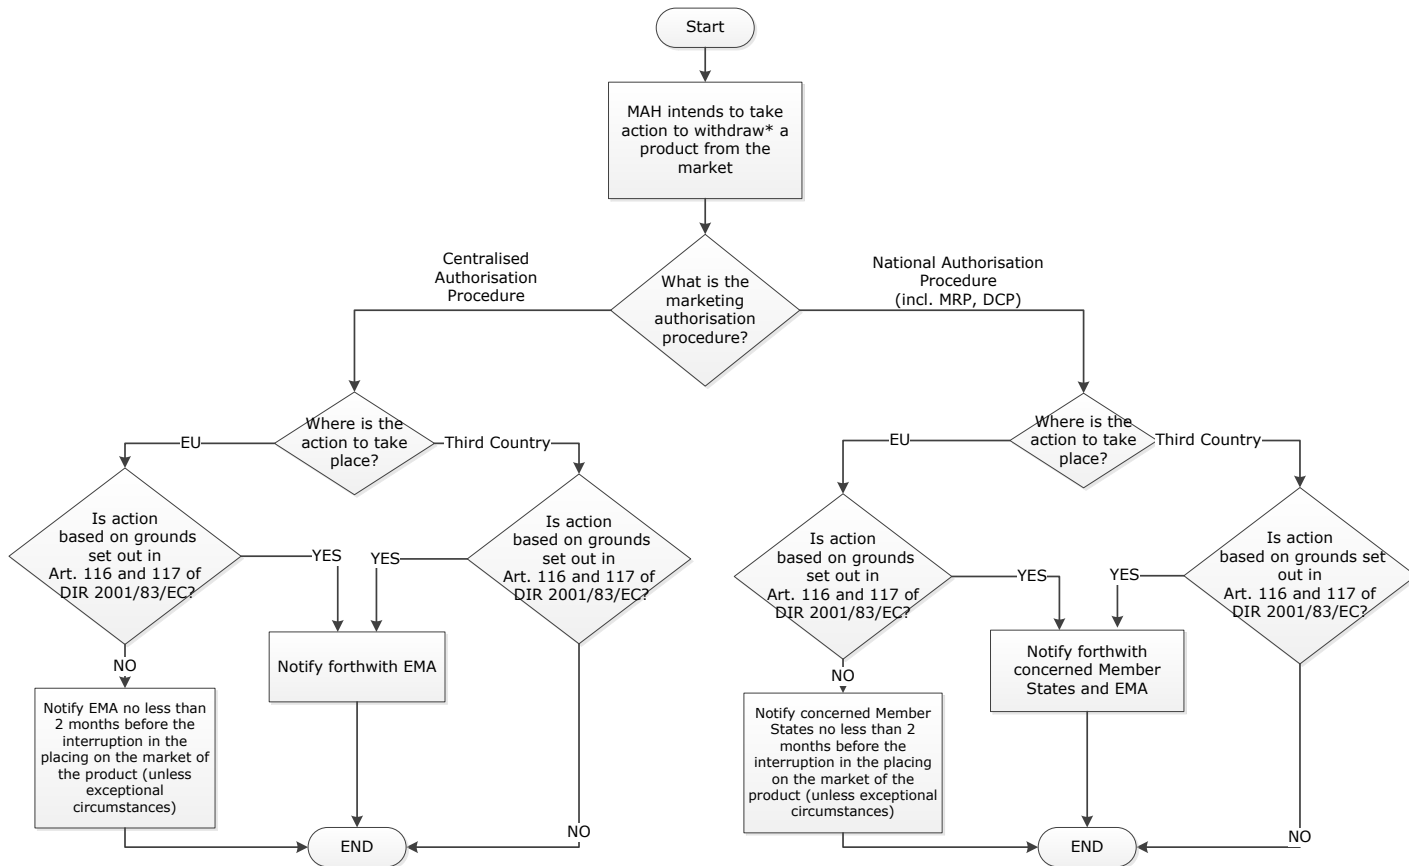 Start
MAH intends to take
action to withdraw* a
product from the
market
Centralised
Authorisation
Procedure
What is the
marketing
authorisation
procedure?
National Authorisation
Procedure
(incl. MRP, DCP)
Where is the
action to take
place?
EU
Third Country
Where is the
action to take
place?
EU
Third Country
Is action
based on grounds
set out in
Art. 116 and 117 of
DIR 2001/83/EC?
YES
YES
Is action
based on grounds
set out in
Art. 116 and 117 of
DIR 2001/83/EC?
Is action
based on grounds
set out in
Art. 116 and 117 of
DIR 2001/83/EC?
YES
YES
Is action
based on grounds set
out in
Art. 116 and 117 of
DIR 2001/83/EC?
NO
Notify forthwith EMA
NO
Notify forthwith
concerned Member
States and EMA
Notify EMA no less than
2 months before the
interruption in the
placing on the market of
the product (unless
exceptional
circumstances)
Notify concerned Member
States no less than 2
months before the
interruption in the placing
on the market of the
product (unless exceptional
circumstances)
NO
NO
END
END